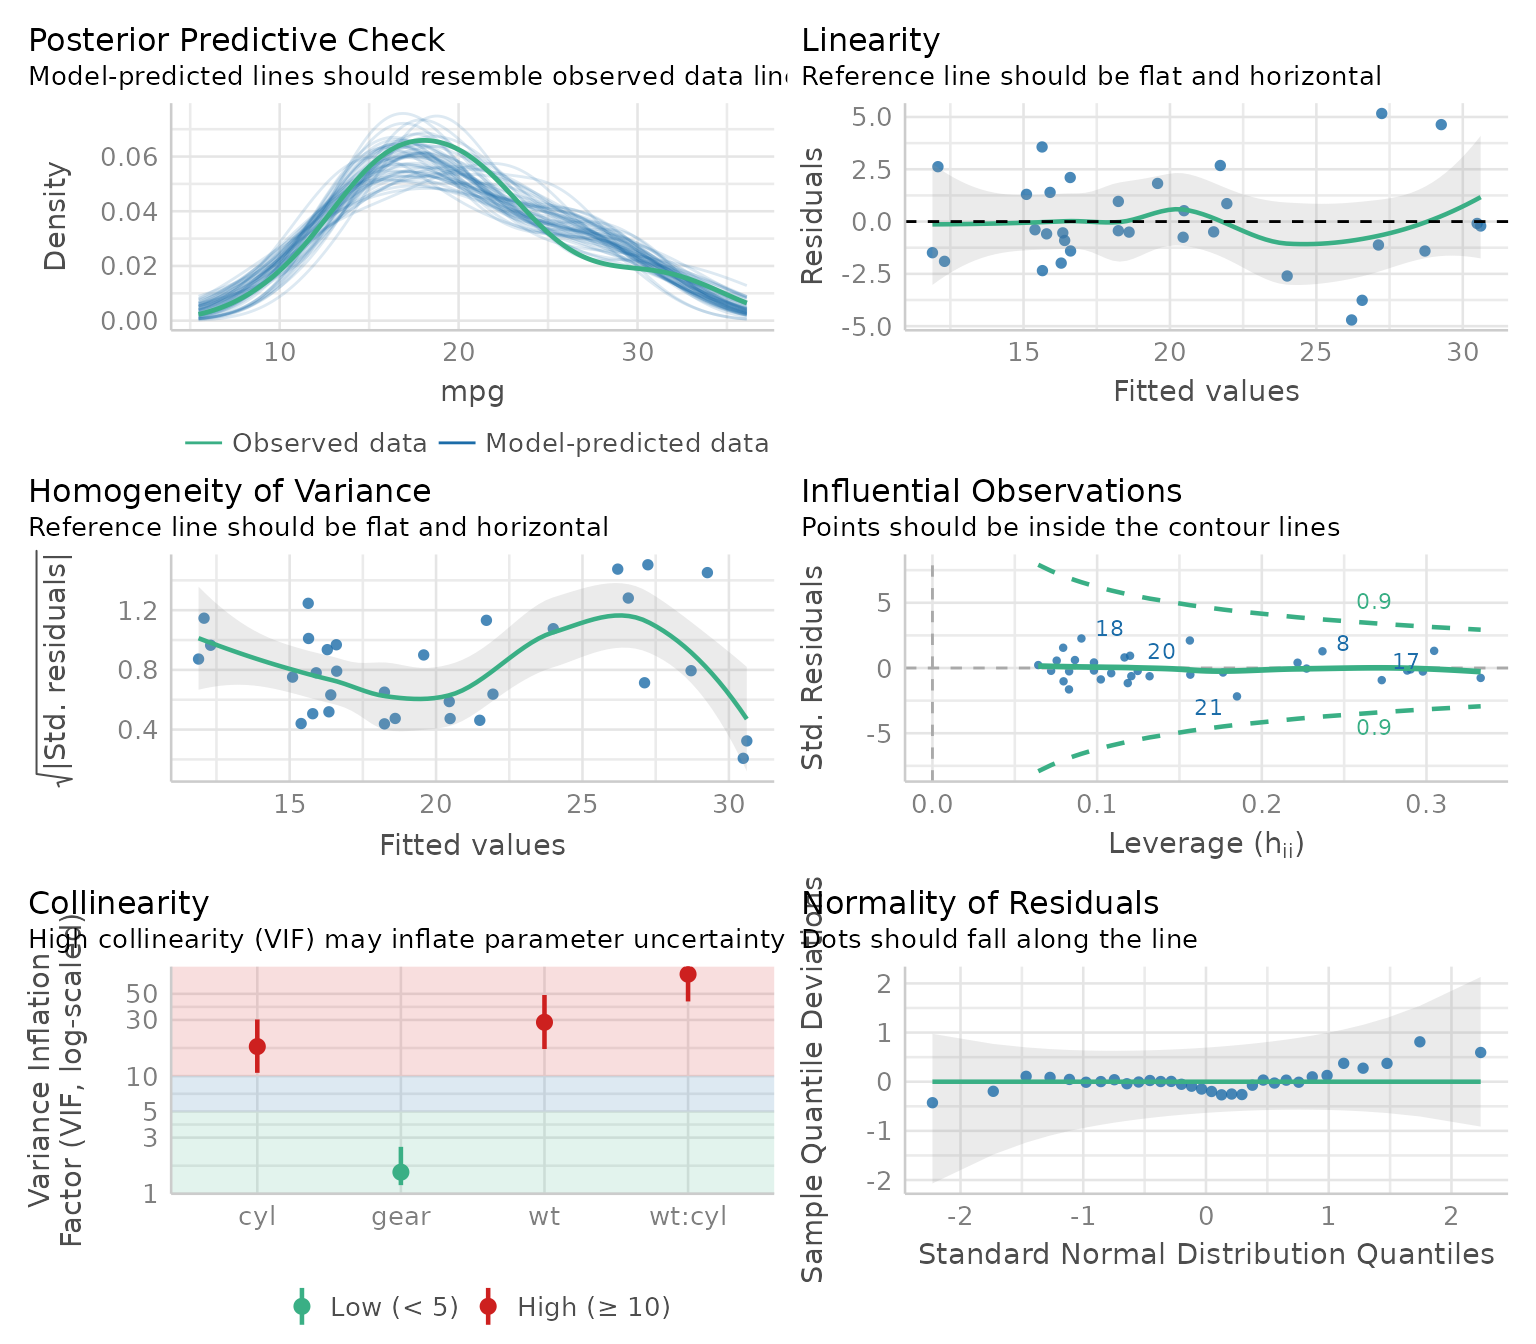 Posterior Predictive Check
Model-predicted lines should resemble observed data
Density
0.06
0.04
0.02
0.00
10 20 30
mpg
Observed data Model-predicted data
Linearity
Reference line should be flat and horizontal
Residuals
5.0
2.5
0.0
-2.5
-5.0
15 20 25 30
Fitted values
Homogeneity of Variance
Reference line should be flat and horizontal
√|Std. residuals|
1.2
0.8
0.4
15 20 25 30
Fitted values
Influential Observations
Points should be inside the contour lines
Std. Residuals
5
0
-5
0.9
18
20
8
17
21
0.9
0.0 0.1 0.2 0.3
Leverage (hii)
Collinearity
High collinearity (VIF) may inflate parameter uncertainty
Variance Inflation
Factor (VIF, log-scaled)
50
30
10
5
3
1
cyl gear wt wt:cyl
Low (< 5) High (≥ 10)
Normality of Residuals
Dots should fall along the line
Sample Quantile Deviations
2
1
0
-1
-2
-2 -1 0 1 2
Standard Normal Distribution Quantiles